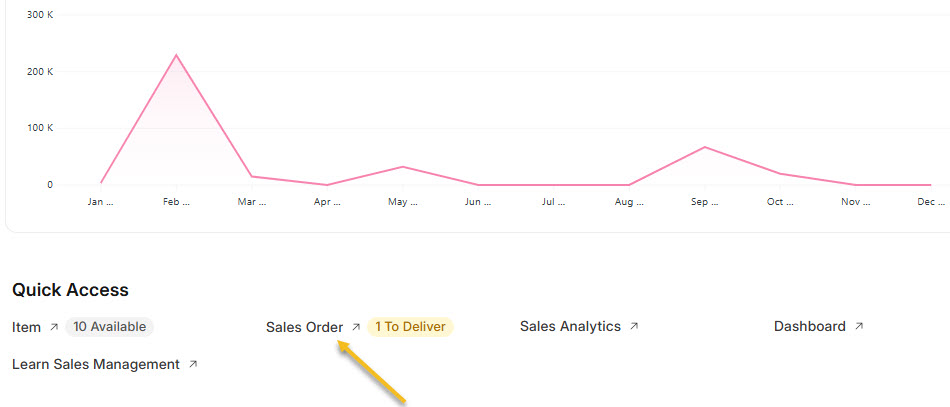 300 K
200 K
100 K
0
Jan ... Feb ... Mar ... Apr ... May ... Jun ... Jul ... Aug ... Sep ... Oct ... Nov ... Dec ...
Quick Access
Item 10 Available Sales Order 1 To Deliver Sales Analytics Dashboard
Learn Sales Management